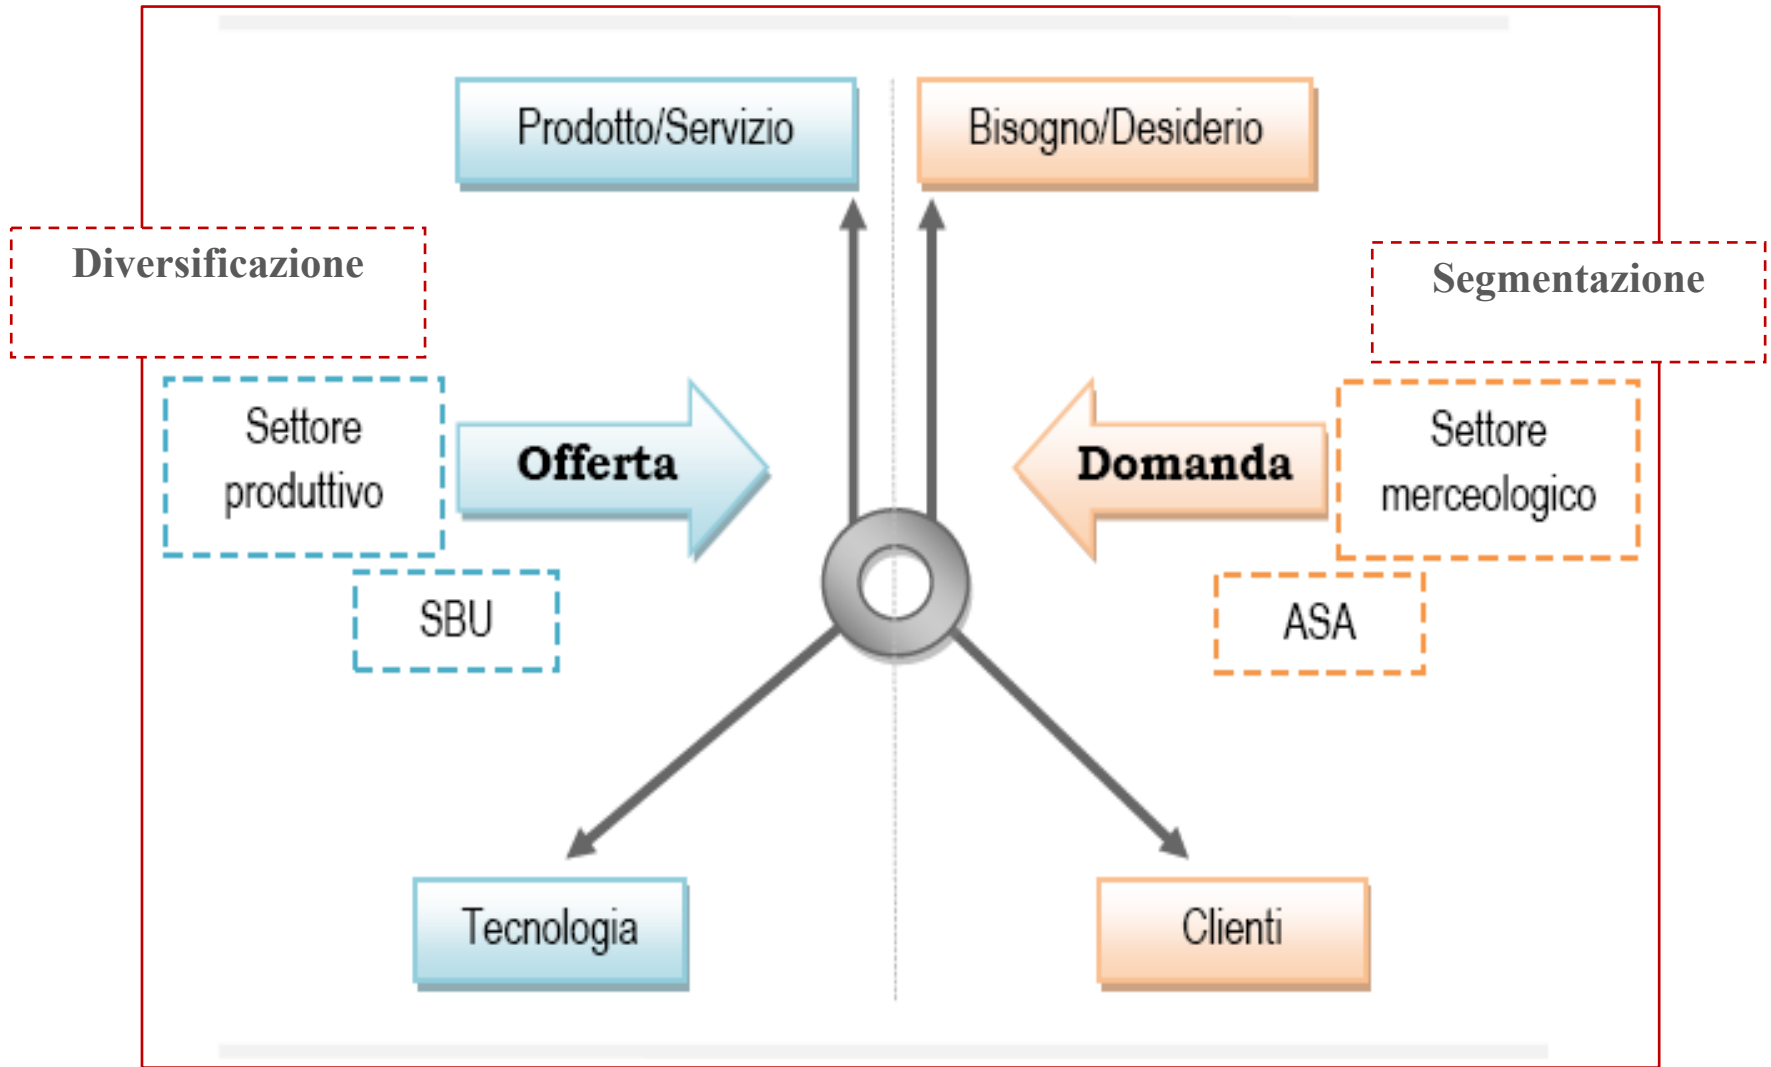 Prodotto/Servizio
Bisogno/Desiderio
Diversificazione
Segmentazione
Settore
produttivo
Offerta
Domanda
Settore
merceologico
SBU
ASA
Tecnologia
Clienti